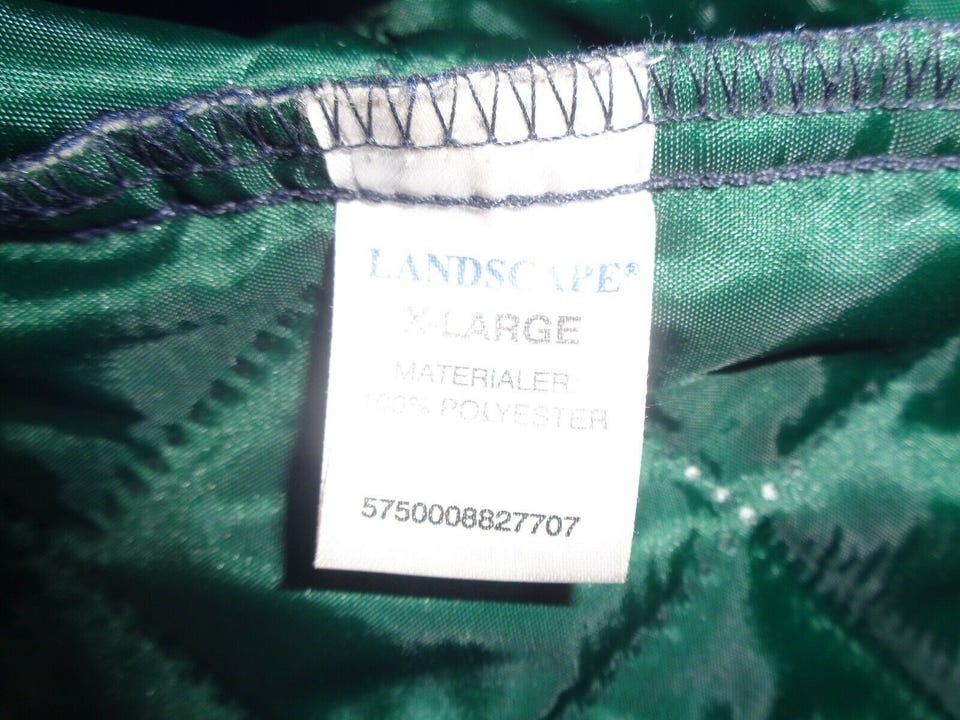 LANDSCAPE®
X-LARGE
MATERIALER:
100% POLYESTER
5750008827707